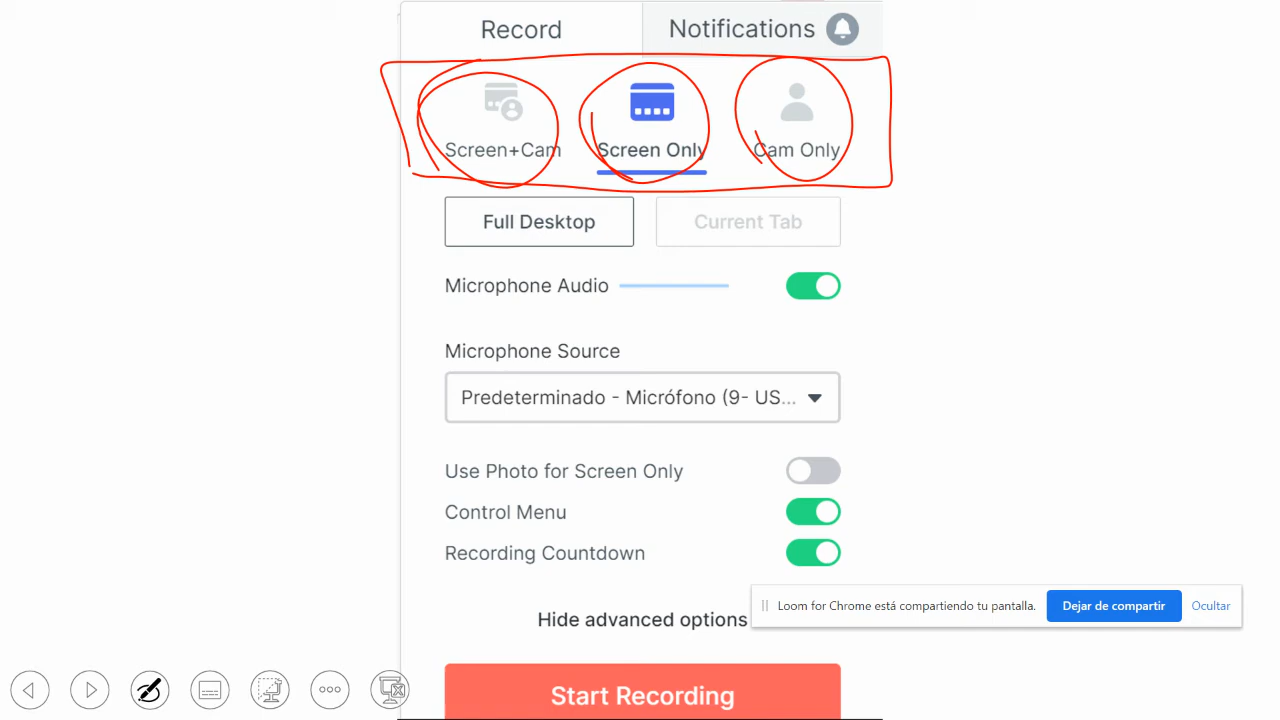 Record Notifications
Screen+Cam Screen Only Cam Only
Full Desktop Current Tab
Microphone Audio
Microphone Source
Predeterminado - Micrófono (9- US...
Use Photo for Screen Only
Control Menu
Recording Countdown
Loom for Chrome está compartiendo tu pantalla. Dejar de compartir Ocultar
Hide advanced options
Start Recording